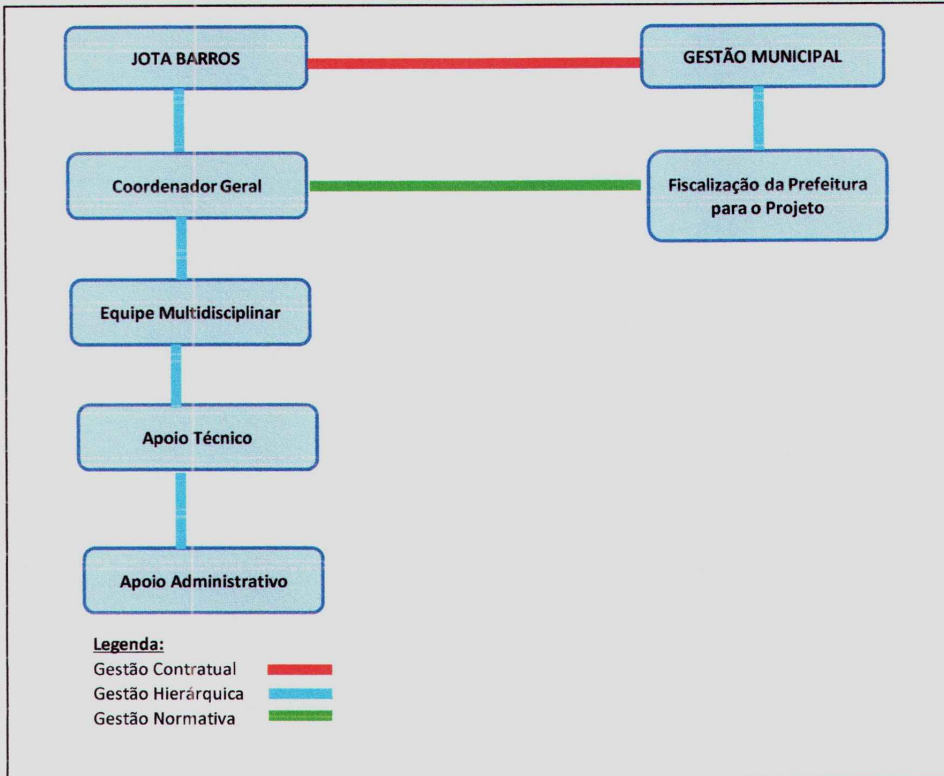 JOTA BARROS
GESTÃO MUNICIPAL
Coordenador Geral
Fiscalização da Prefeitura
para o Projeto
Equipe Multidisciplinar
Apoio Técnico
Apoio Administrativo
Legenda:
Gestão Contratual
Gestão Hierárquica
Gestão Normativa